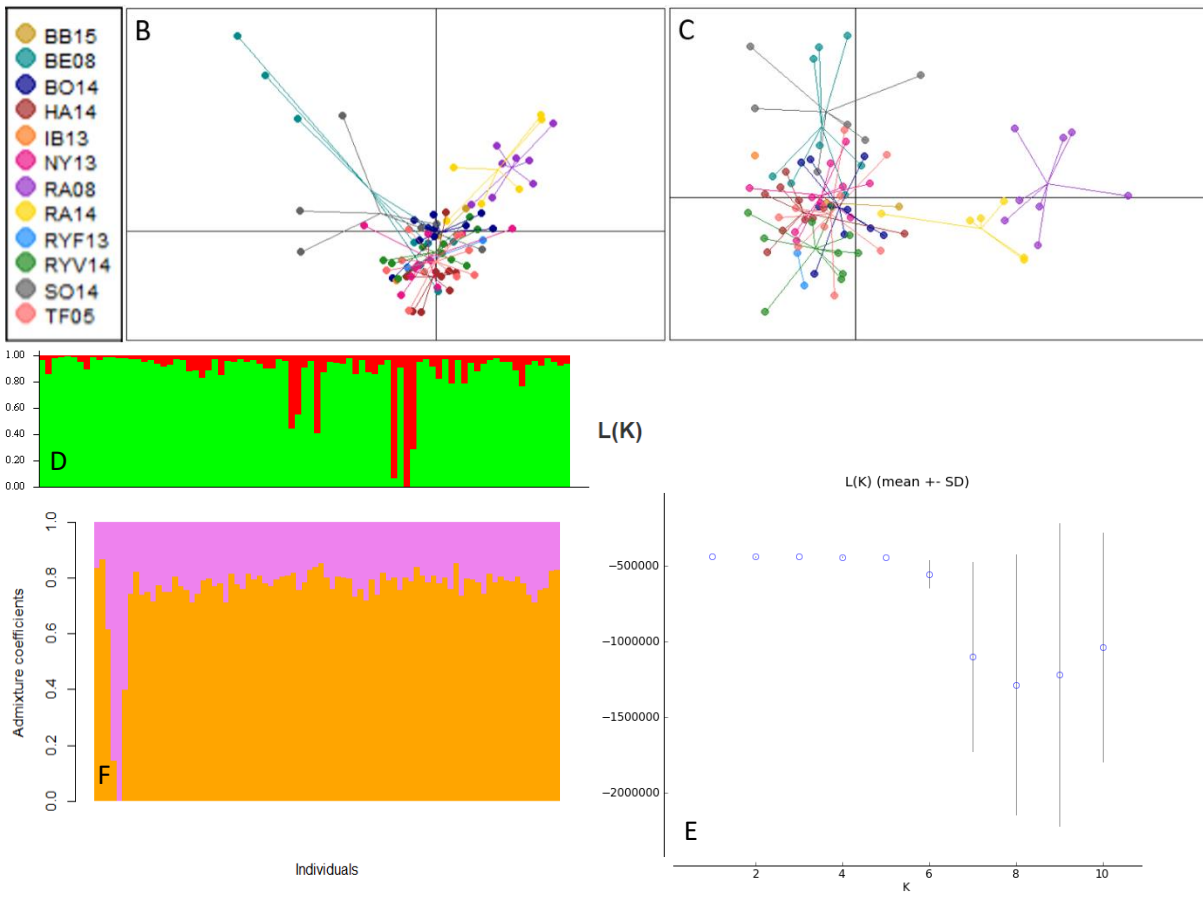 BB15
BE08
BO14
HA14
IB13
NY13
RA08
RA14
RYF13
RYV14
SO14
TF05
B
C
1.00
0.80
0.60
0.40
0.20
0.00
D
L(K)
L(K) (mean +- SD)
−500000
−1000000
−1500000
−2000000
2
4
6
8
10
K
E
1.0
0.8
0.6
0.4
0.2
0.0
Admixture coefficients
F
Individuals